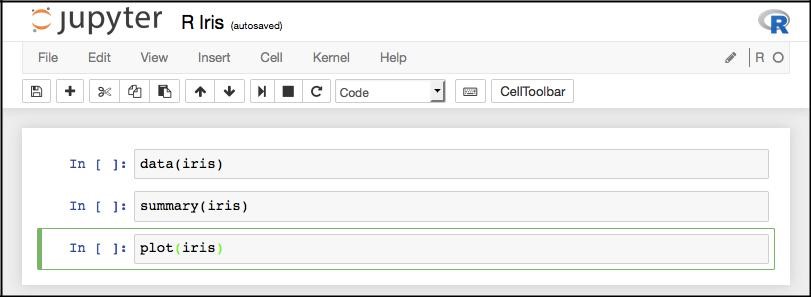 jupyter R Iris (autosaved) R
File Edit View Insert Cell Kernel Help R
Code CellToolbar
In [ ]: data(iris)
In [ ]: summary(iris)
In [ ]: plot(iris)